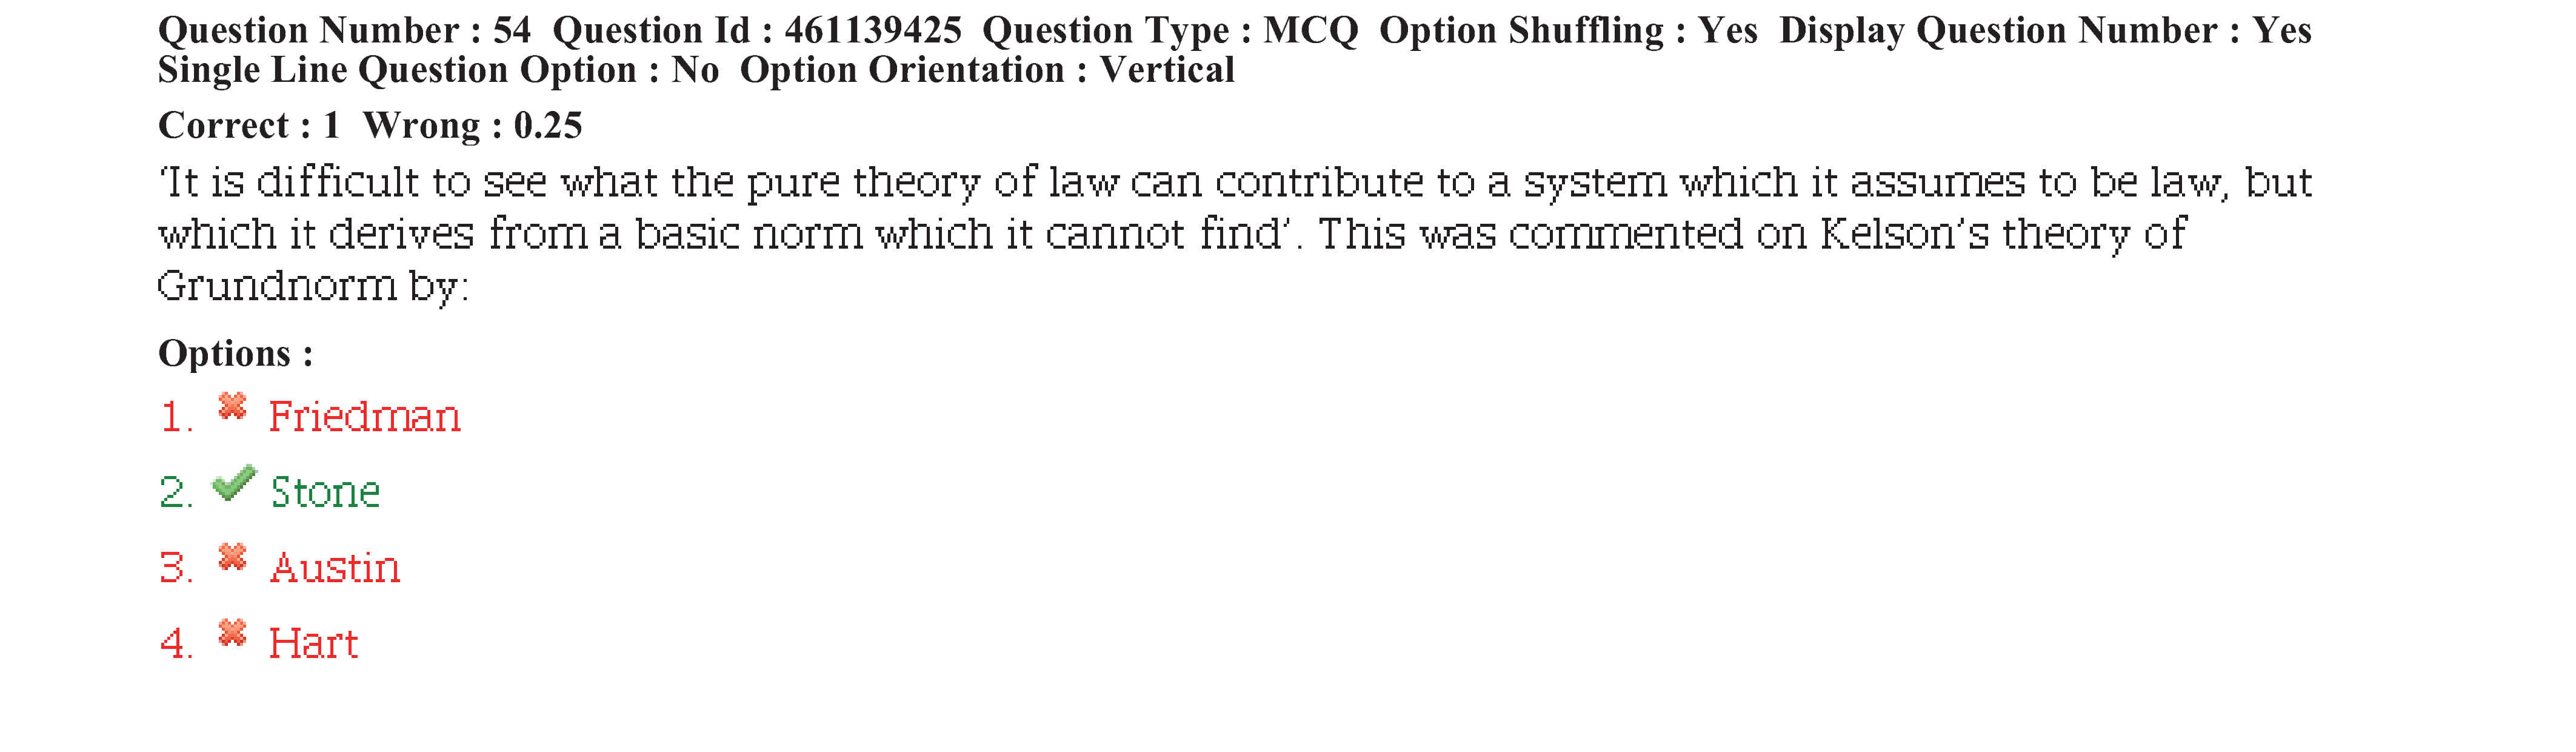 Question Number : 54 Question Id : 461139425 Question Type : MCQ Option Shuffling : Yes Display Question Number : Yes
Single Line Question Option : No Option Orientation : Vertical
Correct : 1 Wrong : 0.25
'It is difficult to see what the pure theory of law can contribute to a system which it assumes to be law, but
which it derives from a basic norm which it cannot find'. This was commented on Kelson's theory of
Grundnorm by:
Options :
1. Friedman
2. Stone
3. Austin
4. Hart